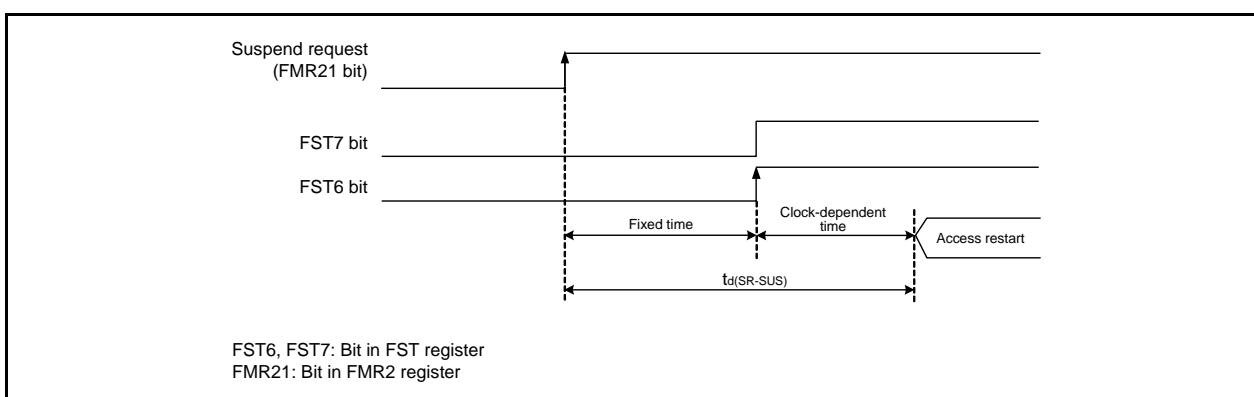 Suspend request
(FMR21 bit)
FST7 bit
FST6 bit
Fixed time
Clock-dependent
time
Access restart
td(SR-SUS)
FST6, FST7: Bit in FST register
FMR21: Bit in FMR2 register